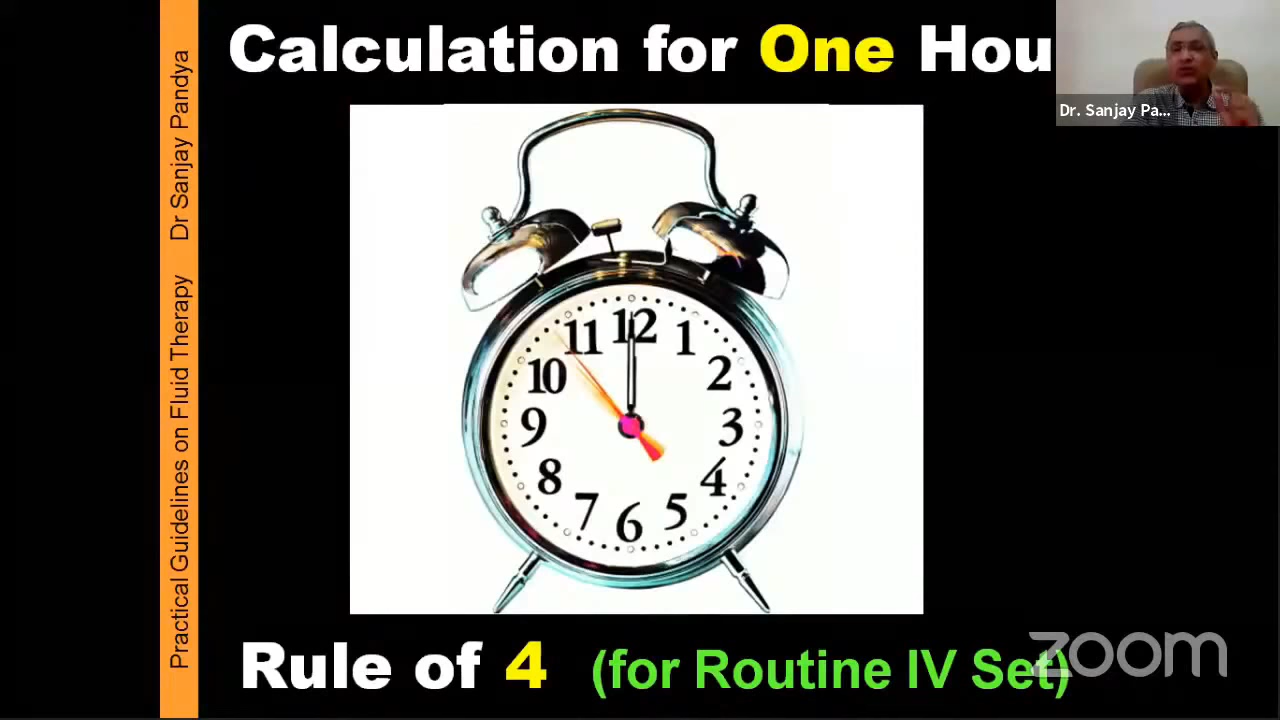 Calculation for One Hou
Dr. Sanjay Pa...
Practical Guidelines on Fluid Therapy Dr Sanjay Pandya
11 12 1
10 2
9 3
8 4
7 6 5
Rule of 4 (for Routine IV Set)
zoom